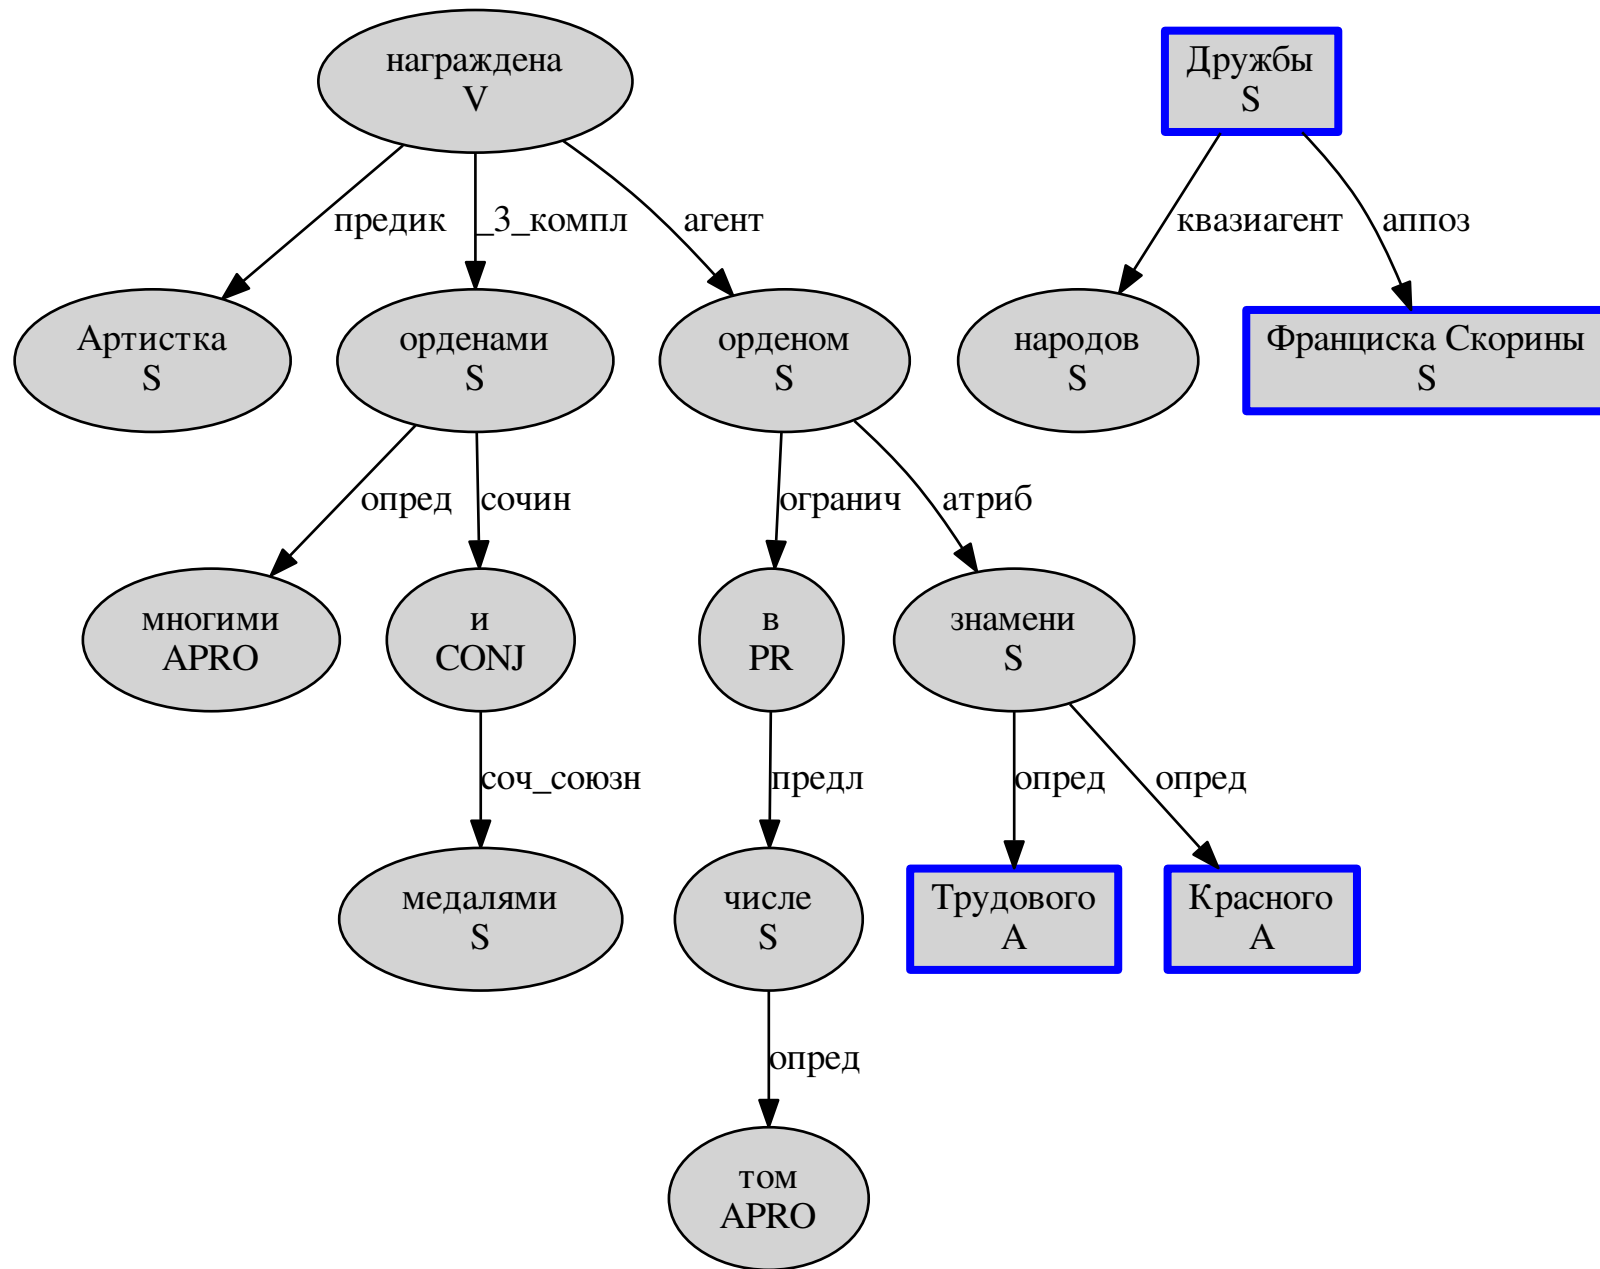 награждена
V
Дружбы
S
предик
_3_компл
агент
квазиагент
аппоз
Артистка
S
орденами
S
орденом
S
народов
S
Франциска Скорины
S
опред
сочин
огранич
атриб
многими
APRO
и
CONJ
в
PR
знамени
S
соч_союзн
предл
опред
опред
медалями
S
числе
S
Трудового
A
Красного
A
опред
том
APRO